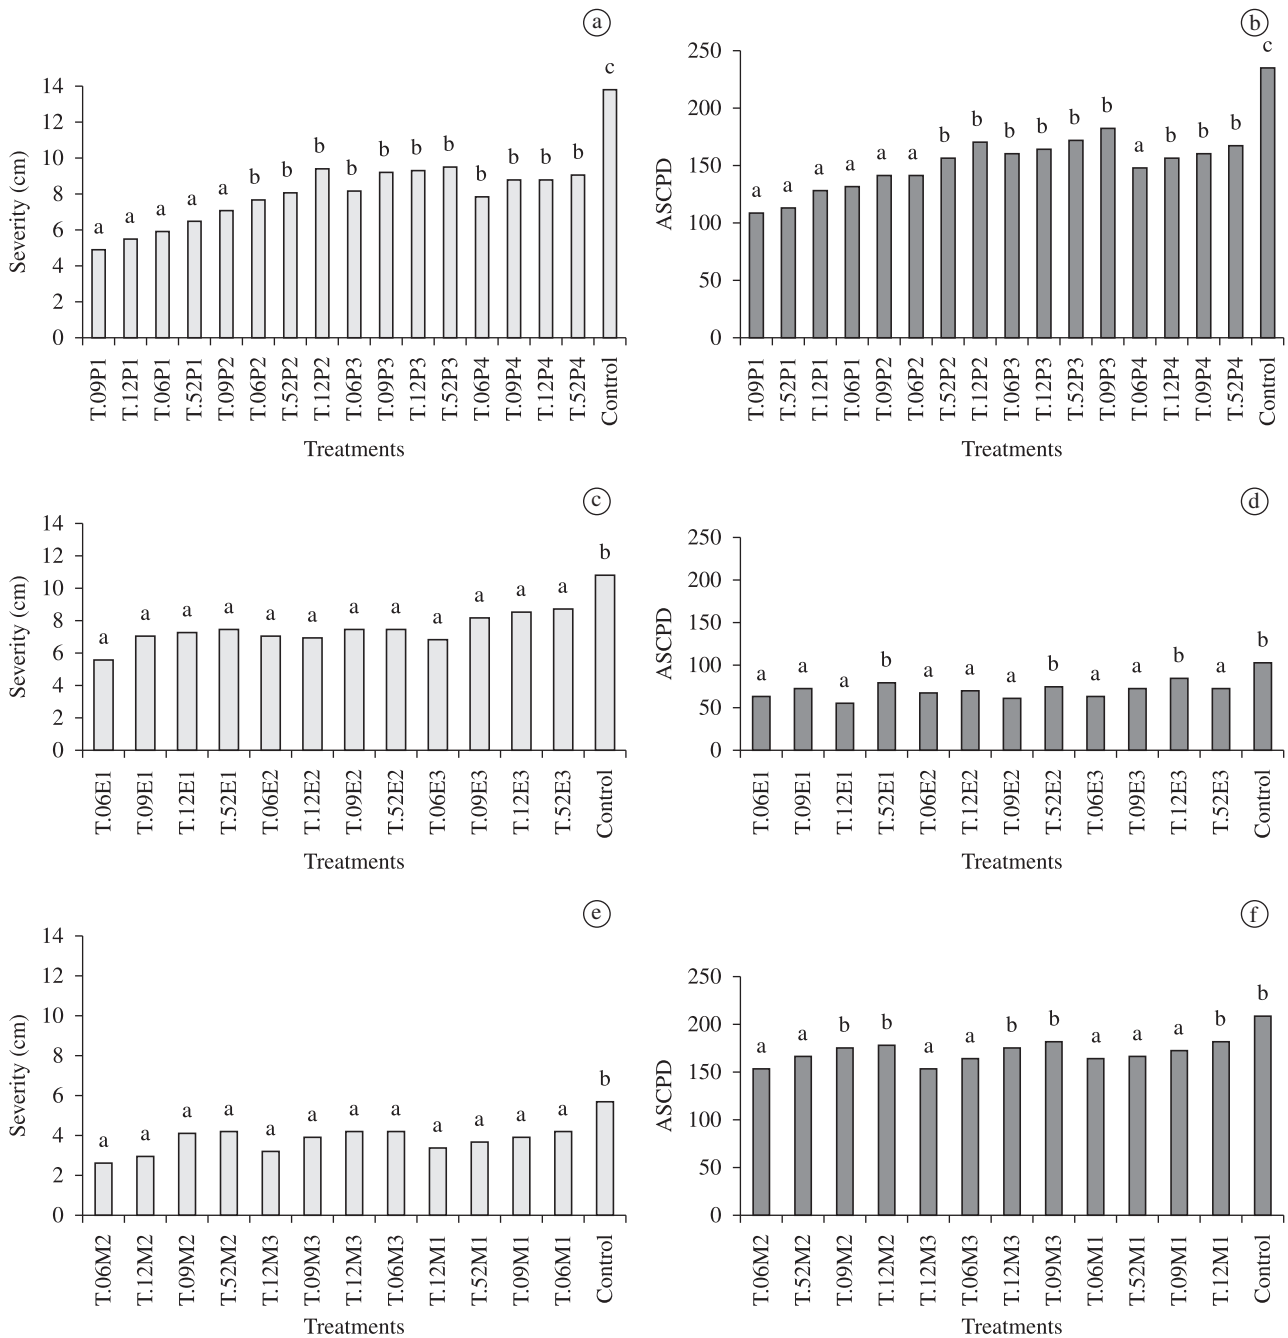 a
Severity (cm)
14
12
10
8
6
4
2
0
a a a a a b b b b b b b b b b b c
T.09P1 T.12P1 T.06P1 T.52P1 T.09P2 T.06P2 T.52P2 T.12P2 T.06P3 T.09P3 T.12P3 T.52P3 T.06P4 T.09P4 T.12P4 T.52P4 Control
Treatments
b
ASCPD
250
200
150
100
50
0
a a a a a a b b b b b b a b b b c
T.09P1 T.52P1 T.12P1 T.06P1 T.09P2 T.06P2 T.52P2 T.12P2 T.06P3 T.12P3 T.52P3 T.09P3 T.06P4 T.12P4 T.09P4 T.52P4 Control
Treatments
c
Severity (cm)
14
12
10
8
6
4
2
0
a a a a a a a a a a a a b
T.06E1 T.09E1 T.12E1 T.52E1 T.06E2 T.12E2 T.09E2 T.52E2 T.06E3 T.09E3 T.12E3 T.52E3 Control
Treatments
d
ASCPD
250
200
150
100
50
0
a a a b a a a b a a b a b
T.06E1 T.09E1 T.12E1 T.52E1 T.06E2 T.12E2 T.09E2 T.52E2 T.06E3 T.09E3 T.12E3 T.52E3 Control
Treatments
e
Severity (cm)
14
12
10
8
6
4
2
0
a a a a a a a a a a a a b
T.06M2 T.12M2 T.09M2 T.52M2 T.12M3 T.09M3 T.12M3 T.06M3 T.12M1 T.52M1 T.09M1 T.06M1 Control
Treatments
f
ASCPD
250
200
150
100
50
0
a a b b a a b b a a a b b
T.06M2 T.52M2 T.09M2 T.12M2 T.12M3 T.06M3 T.12M3 T.09M3 T.06M1 T.52M1 T.09M1 T.12M1 Control
Treatments